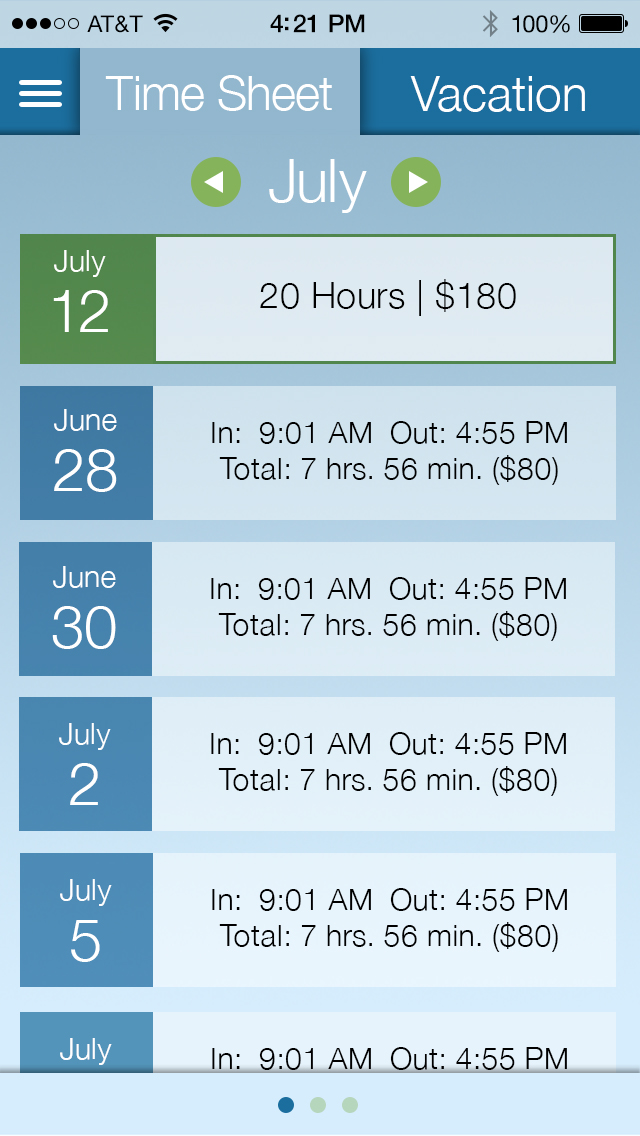 AT&T 4:21 PM 100%
Time Sheet Vacation
July
July
12
20 Hours | $180
June
28
In: 9:01 AM Out: 4:55 PM
Total: 7 hrs. 56 min. ($80)
June
30
In: 9:01 AM Out: 4:55 PM
Total: 7 hrs. 56 min. ($80)
July
2
In: 9:01 AM Out: 4:55 PM
Total: 7 hrs. 56 min. ($80)
July
5
In: 9:01 AM Out: 4:55 PM
Total: 7 hrs. 56 min. ($80)
July
In: 9:01 AM Out: 4:55 PM